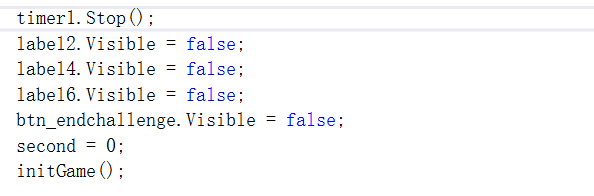 timer1.Stop();
label2.Visible = false;
label4.Visible = false;
label6.Visible = false;
btn_endchallenge.Visible = false;
second = 0;
initGame();